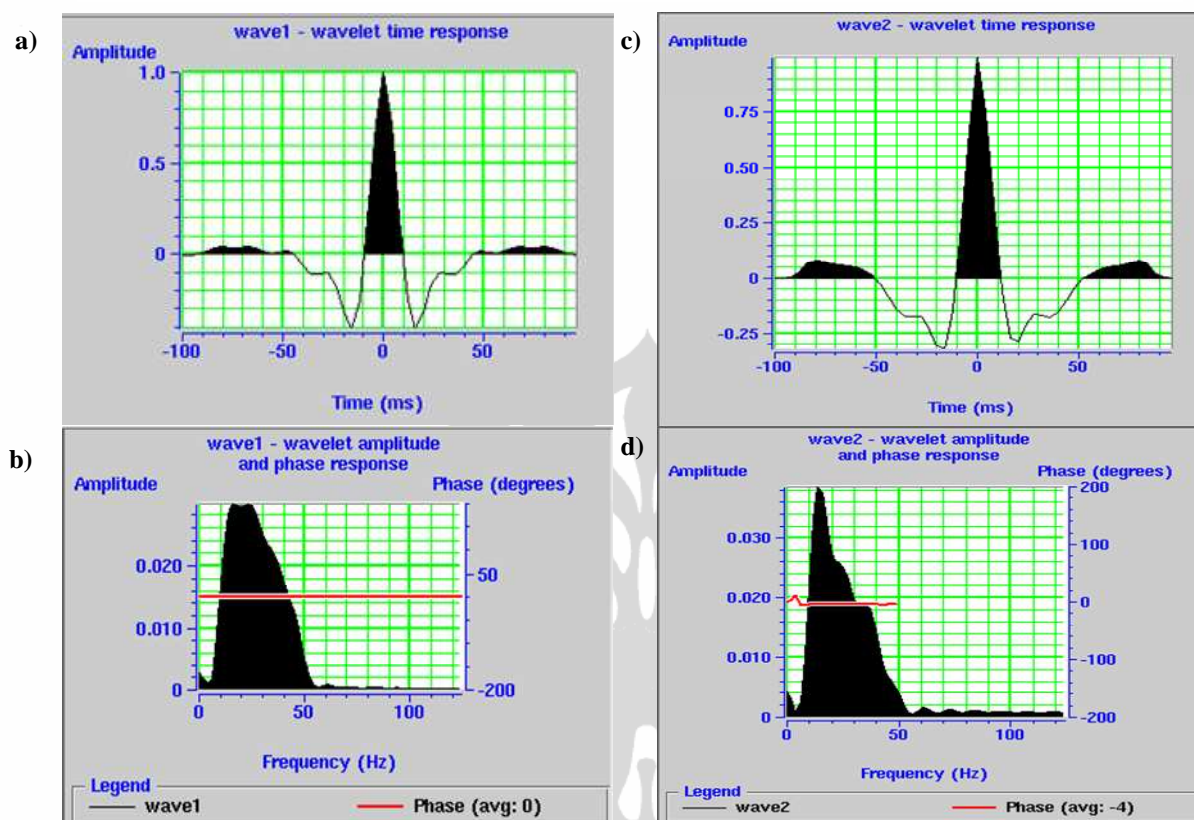 a)
wave1 - wavelet time response
Amplitude
1.0
0.5
0
-100
-50
0
50
Time (ms)
b)
wave1 - wavelet amplitude
and phase response
Amplitude
Phase (degrees)
0.020
0.010
0
50
-200
0
50
100
Frequency (Hz)
Legend
wave1
Phase (avg: 0)
c)
wave2 - wavelet time response
Amplitude
0.75
0.50
0.25
0
-0.25
-100
-50
0
50
Time (ms)
d)
wave2 - wavelet amplitude
and phase response
Amplitude
Phase (degrees)
0.030
0.020
0.010
0
200
100
0
-100
-200
0
50
100
Frequency (Hz)
Legend
wave2
Phase (avg: -4)